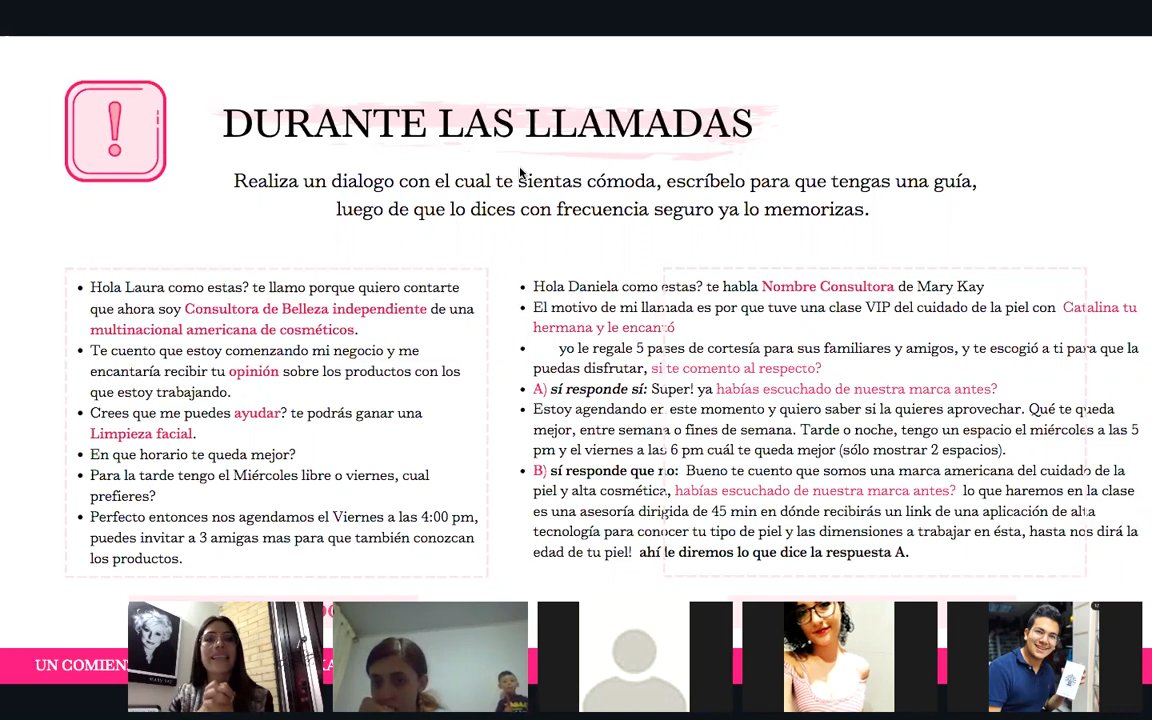 DURANTE LAS LLAMADAS
Realiza un dialogo con el cual te sientas cómoda, escríbelo para que tengas una guía,
luego de que lo dices con frecuencia seguro ya lo memorizas.
• Hola Laura como estas? te llamo porque quiero contarte
que ahora soy Consultora de Belleza independiente de una
multinacional americana de cosméticos.
• Te cuento que estoy comenzando mi negocio y me
encantaría recibir tu opinión sobre los productos con los
que estoy trabajando.
• Crees que me puedes ayudar? te podrás ganar una
Limpieza facial.
• En que horario te queda mejor?
• Para la tarde tengo el Miércoles libre o viernes, cual
prefieres?
• Perfecto entonces nos agendamos el Viernes a las 4:00 pm,
puedes invitar a 3 amigas mas para que también conozcan
los productos.
• Hola Daniela como estas? te habla Nombre Consultora de Mary Kay
• El motivo de mi llamada es por que tuve una clase VIP del cuidado de la piel con Catalina tu
hermana y le encantó
• yo le regale 5 pases de cortesía para sus familiares y amigos, y te escogió a ti para que la
puedas disfrutar, si te comento al respecto?
• A) sí responde sí: Super! ya habías escuchado de nuestra marca antes?
• Estoy agendando en este momento y quiero saber si la quieres aprovechar. Qué te queda
mejor, entre semana o fines de semana. Tarde o noche, tengo un espacio el miércoles a las 5
pm y el viernes a las 6 pm cuál te queda mejor (sólo mostrar 2 espacios).
• B) sí responde que no: Bueno te cuento que somos una marca americana del cuidado de la
piel y alta cosmética, habías escuchado de nuestra marca antes? lo que haremos en la clase
es una asesoría dirigida de 45 min en dónde recibirás un link de una aplicación de alta
tecnología para conocer tu tipo de piel y las dimensiones a trabajar en ésta, hasta nos dirá la
edad de tu piel! ahí le diremos lo que dice la respuesta A.
UN COMIEN
MARY KAY